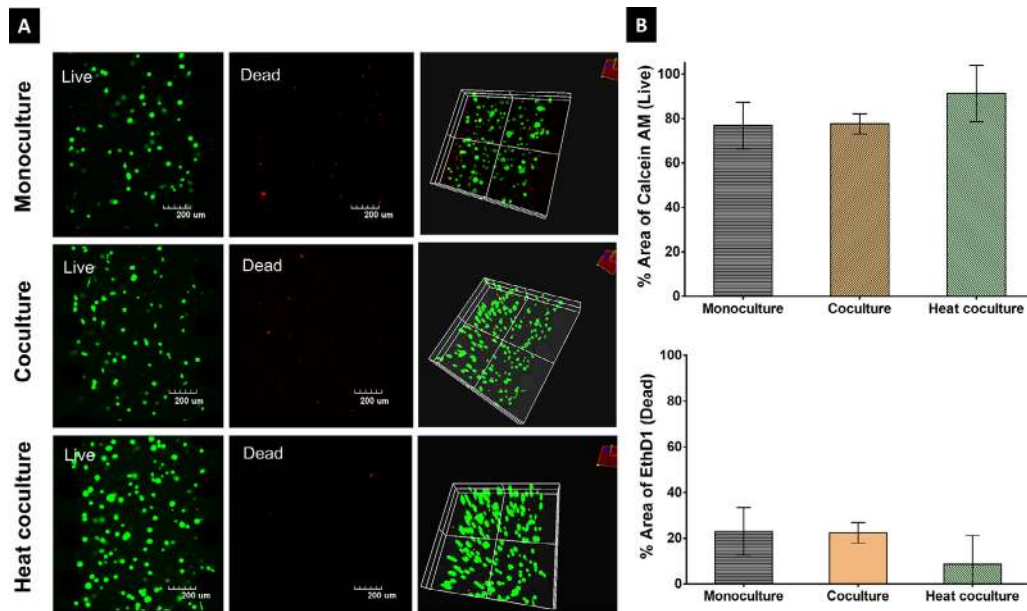 A
Monoculture
Live
200 um
Dead
200 um
Coculture
Live
200 um
Dead
200 um
Heat coculture
Live
200 um
Dead
200 um
B
% Area of Calcein AM (Live)
100
80
60
40
20
0
Monoculture Coculture Heat coculture
% Area of EthD1 (Dead)
100
80
60
40
20
0
Monoculture Coculture Heat coculture